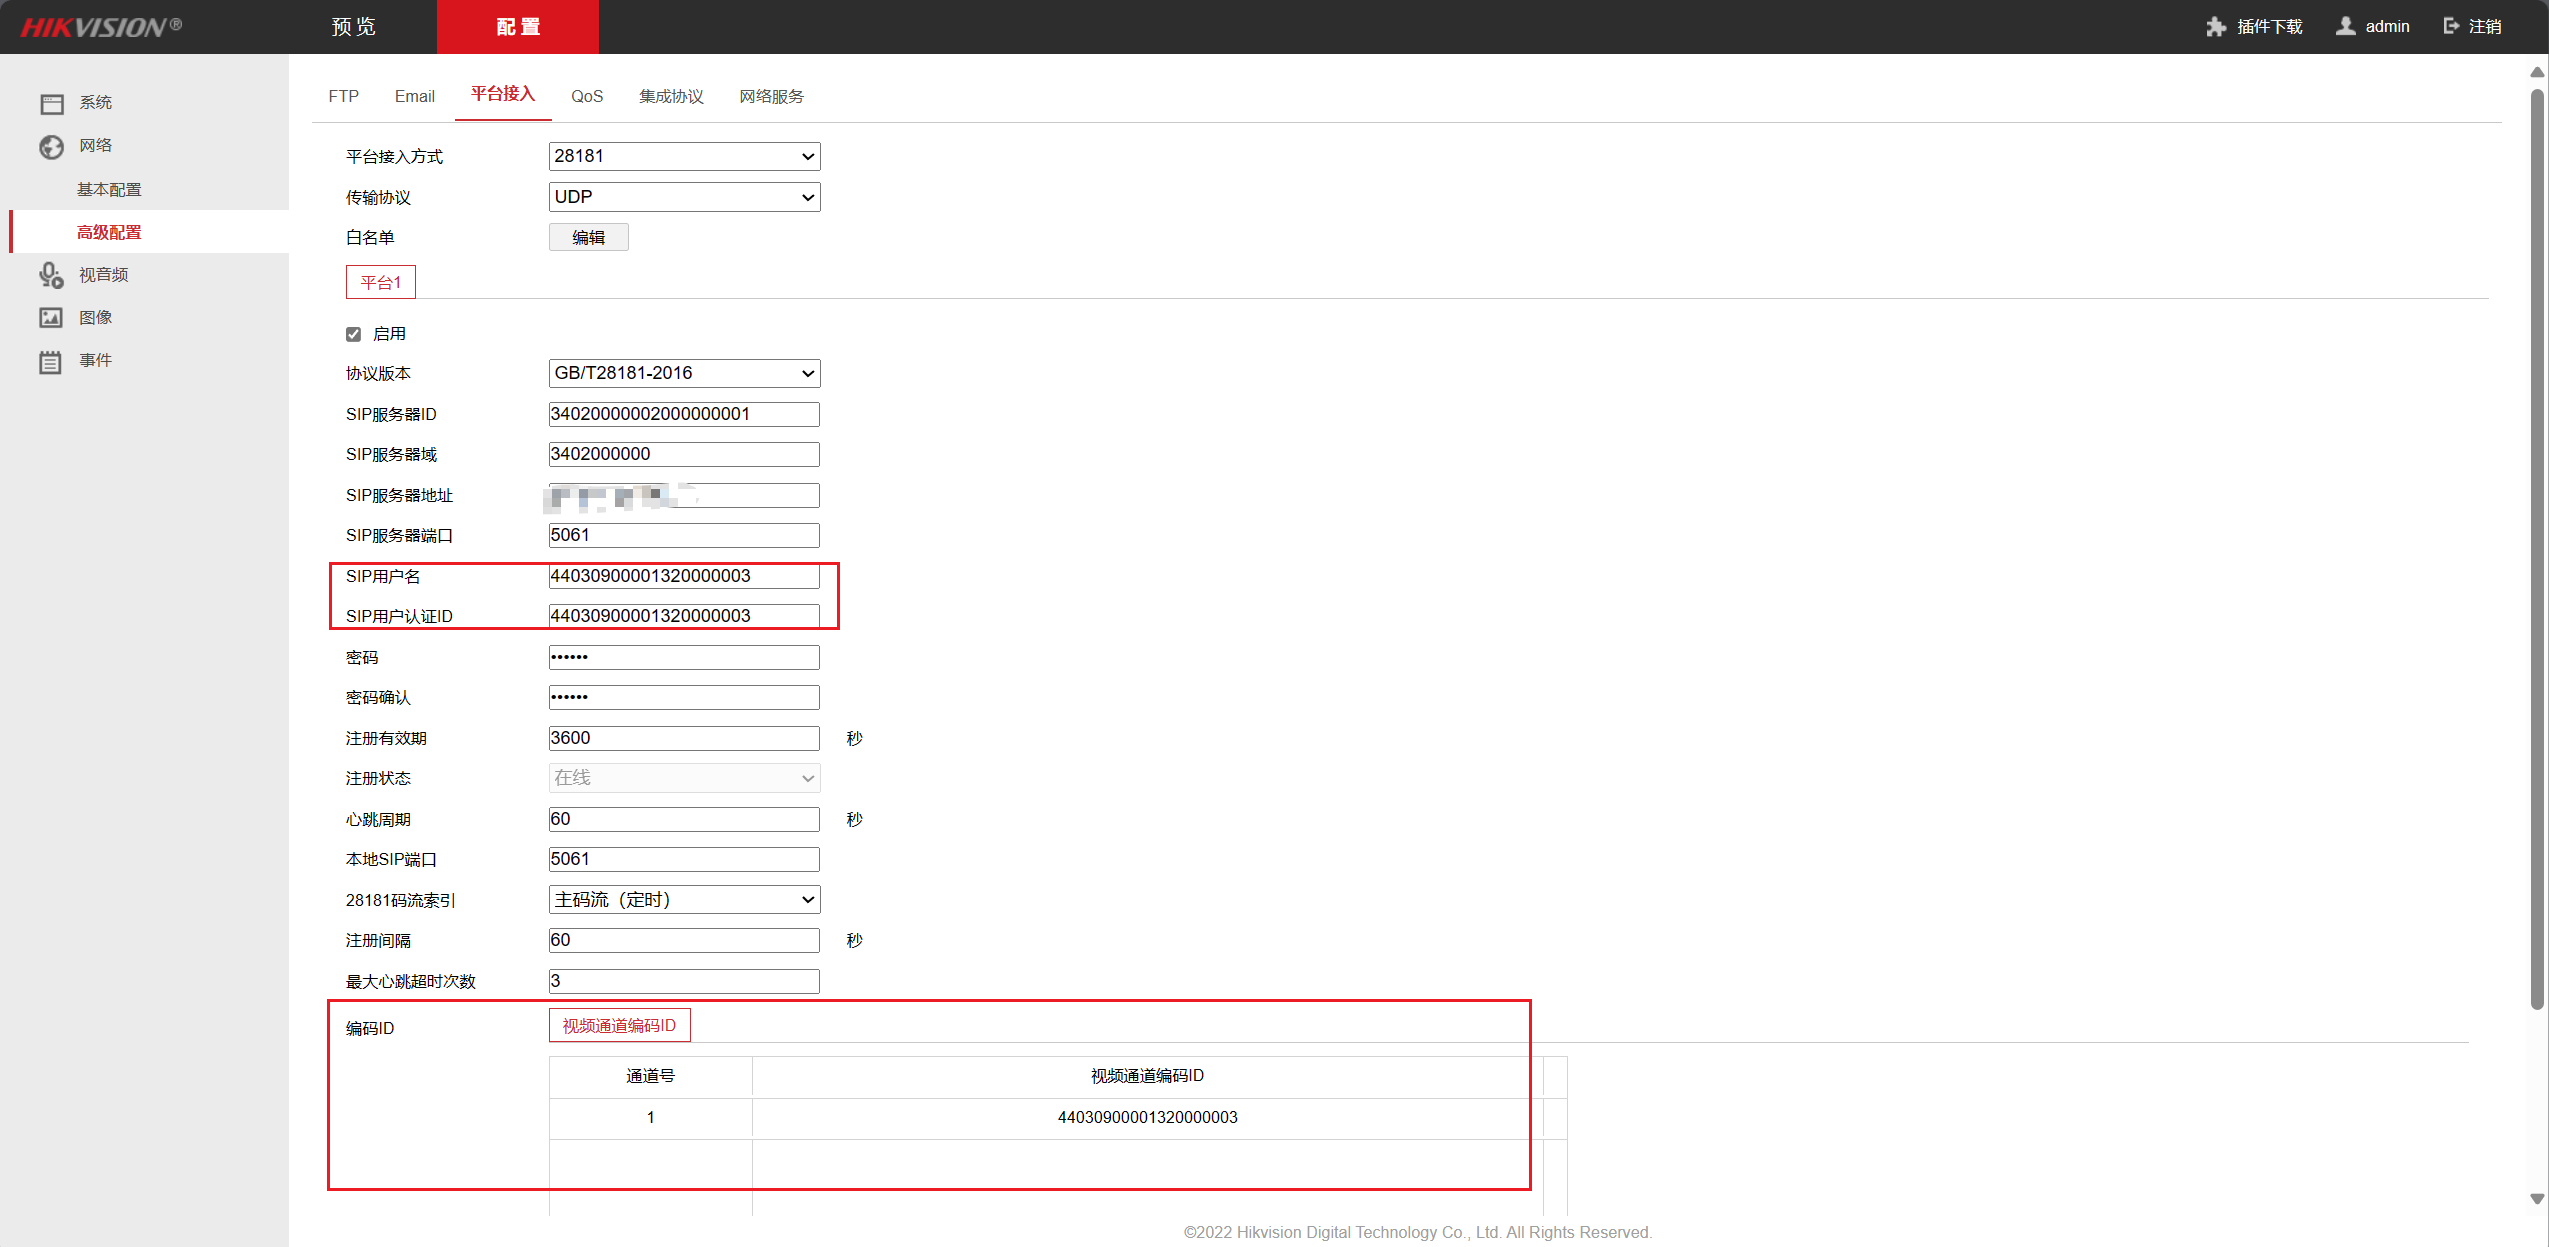 HIKVISION® 预 览 配 置 插件下载 admin 注销
系统
网络
基本配置
高级配置
视音频
图像
事件
FTP Email 平台接入 QoS 集成协议 网络服务
平台接入方式 28181
传输协议 UDP
白名单 编辑
平台1
启用
协议版本 GB/T28181-2016
SIP服务器ID 34020000002000000001
SIP服务器域 3402000000
SIP服务器地址
SIP服务器端口 5061
SIP用户名 44030900001320000003
SIP用户认证ID 44030900001320000003
密码 ••••••
密码确认 ••••••
注册有效期 3600 秒
注册状态 在线
心跳周期 60 秒
本地SIP端口 5061
28181码流索引 主码流（定时）
注册间隔 60 秒
最大心跳超时次数 3
编码ID 视频通道编码ID
通道号 视频通道编码ID
1 44030900001320000003
©2022 Hikvision Digital Technology Co., Ltd. All Rights Reserved.